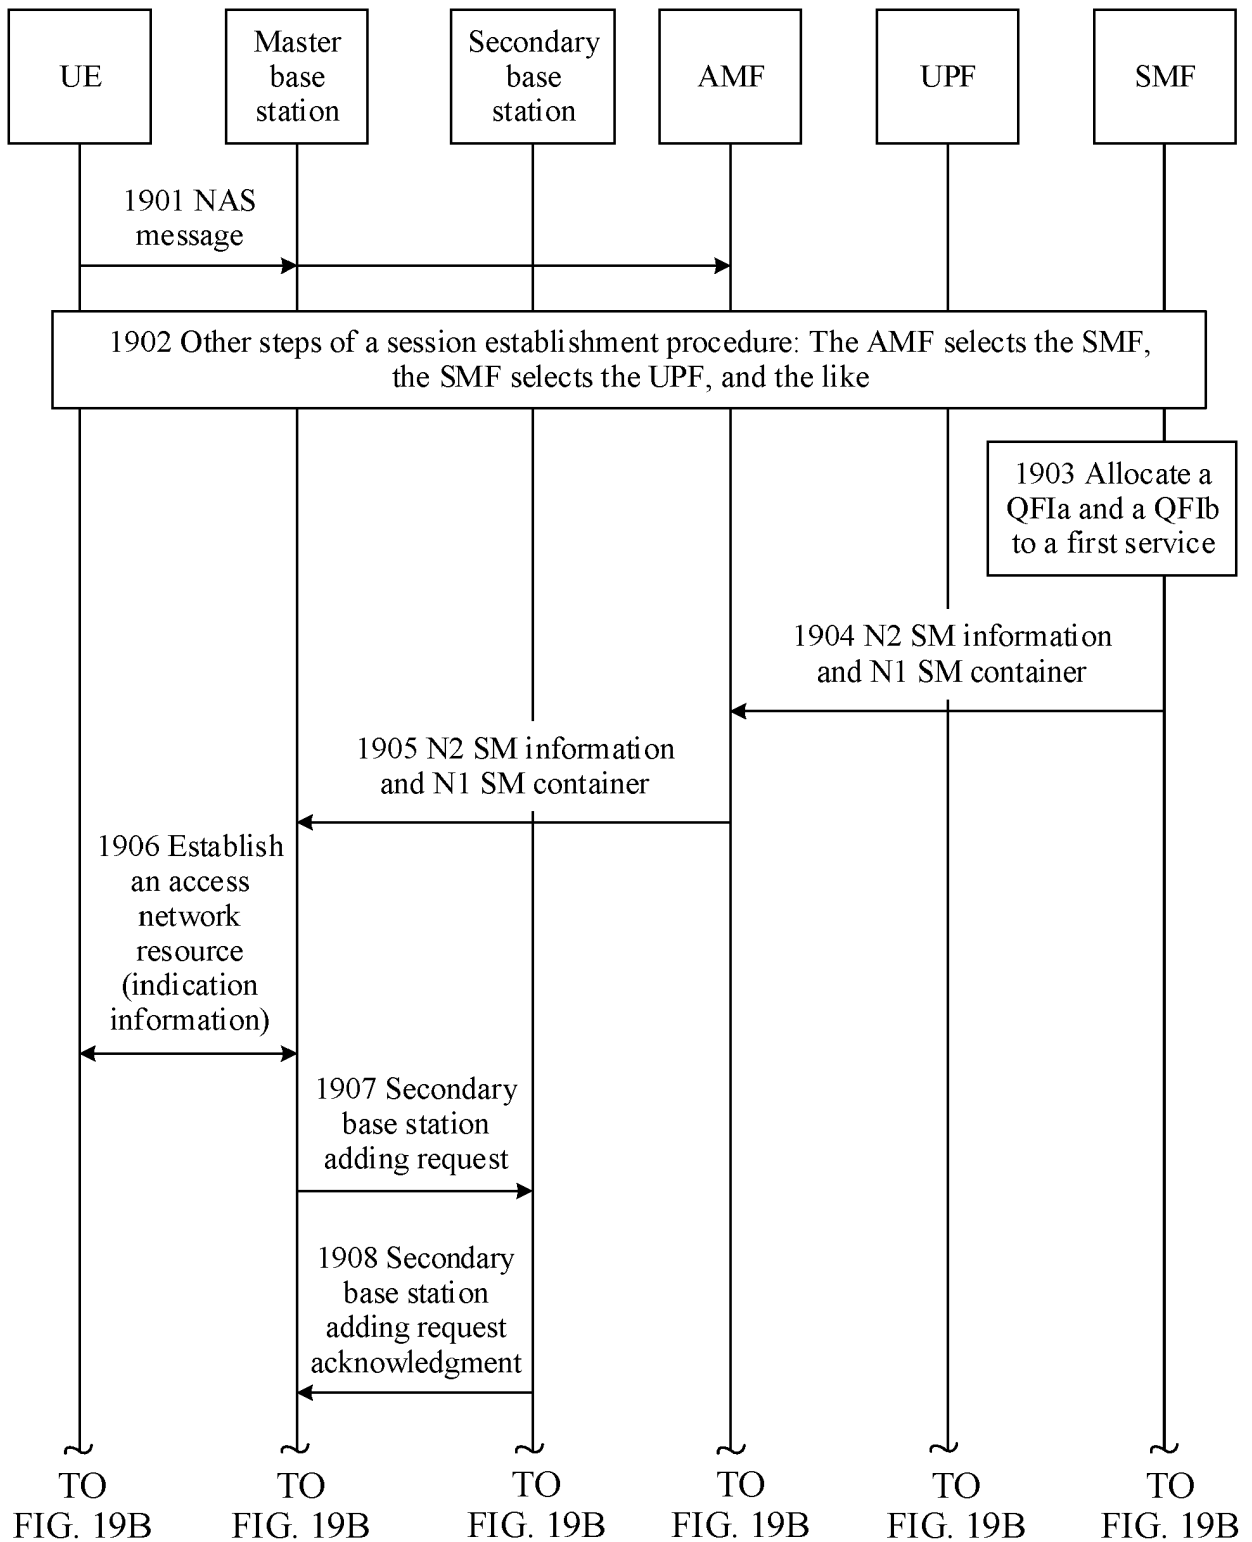 UE
Master
base
station
Secondary
base
station
AMF
UPF
SMF
1901 NAS
message
1902 Other steps of a session establishment procedure: The AMF selects the SMF,
the SMF selects the UPF, and the like
1903 Allocate a
QFIa and a QFIb
to a first service
1904 N2 SM information
and N1 SM container
1905 N2 SM information
and N1 SM container
1906 Establish
an access
network
resource
(indication
information)
1907 Secondary
base station
adding request
1908 Secondary
base station
adding request
acknowledgment
TO
FIG. 19B
TO
FIG. 19B
TO
FIG. 19B
TO
FIG. 19B
TO
FIG. 19B
TO
FIG. 19B